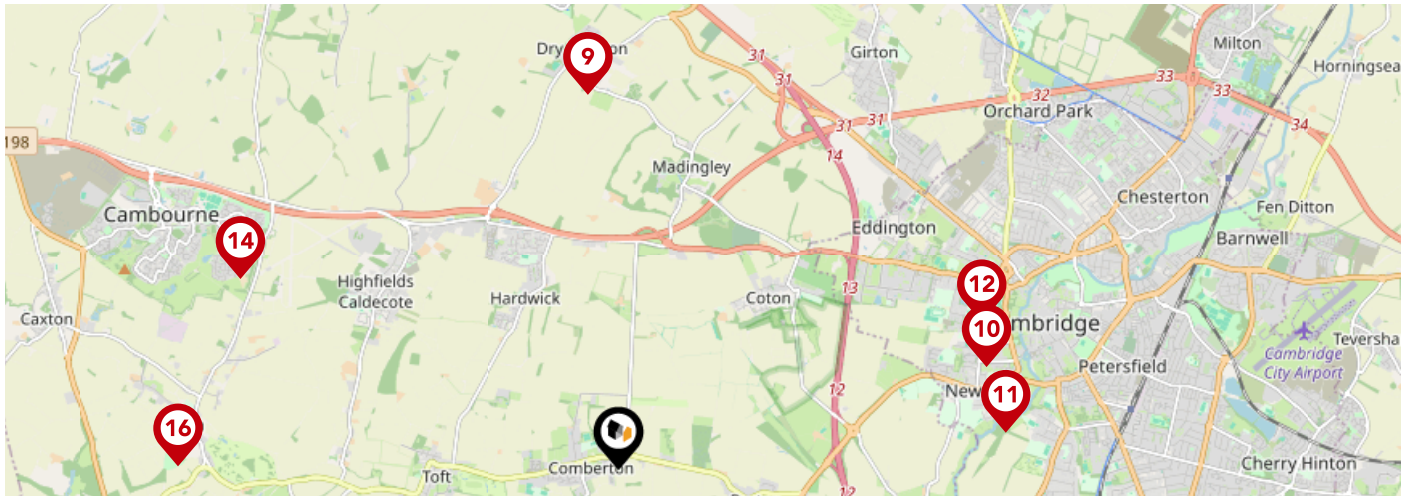 Milton
Girton
Dry
on
9
31
Horningsea
31
33
33
32
Orchard Park
34
31
31
198
14
Madingley
Chesterton
Cambourne
Fen Ditton
Eddington
Barnwell
14
Highfields
Caldecote
12
13
Hardwick
Coton
Caxton
10
mbridge
Teversha
Cambridge
City Airport
Petersfield
12
New
11
16
Comberton
Toft
Cherry Hinton
12